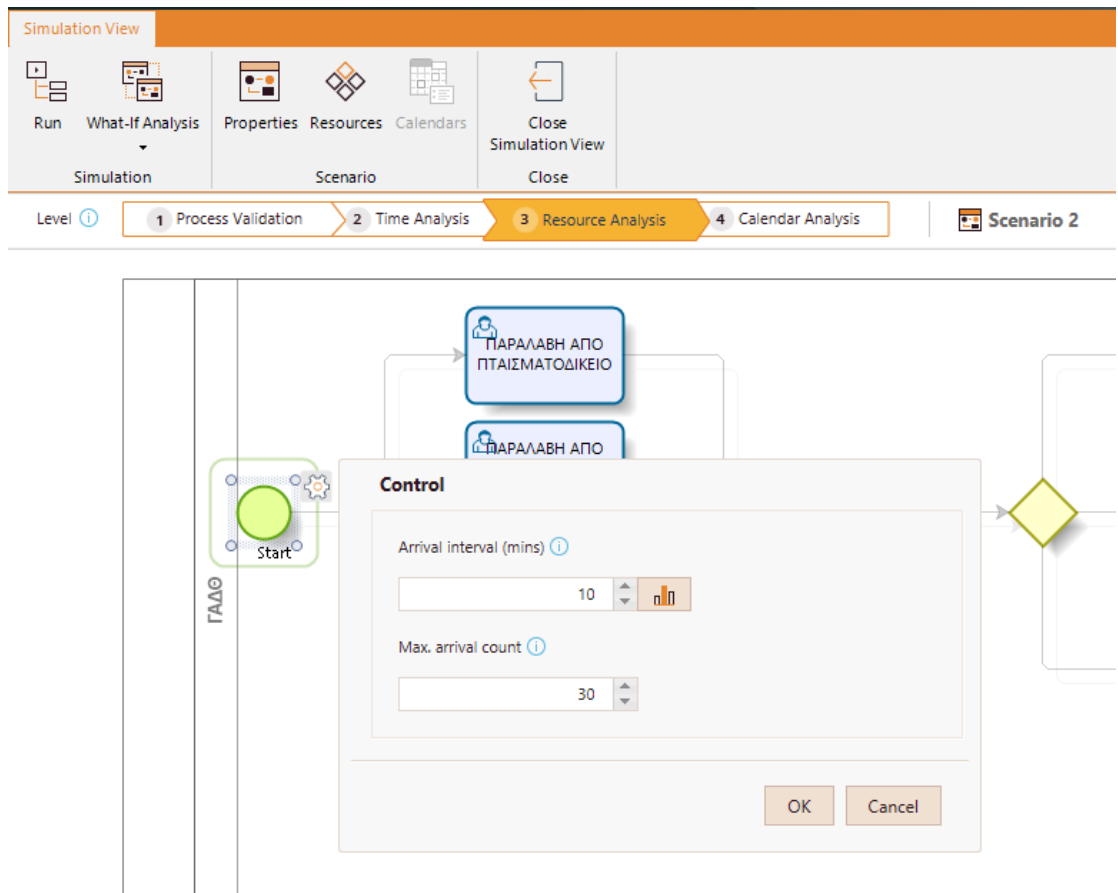 Simulation View
Run
What-If Analysis
Properties
Resources
Calendars
Close
Simulation View
Simulation
Scenario
Close
Level
1 Process Validation
2 Time Analysis
3 Resource Analysis
4 Calendar Analysis
Scenario 2
ΠΑΡΑΛΑΒΗ ΑΠΟ
ΠΤΑΙΣΜΑΤΟΔΙΚΕΙΟ
ΠΑΡΑΛΑΒΗ ΑΠΟ
Start
ΓΑΔΘ
Control
Arrival interval (mins)
10
Max. arrival count
30
OK
Cancel